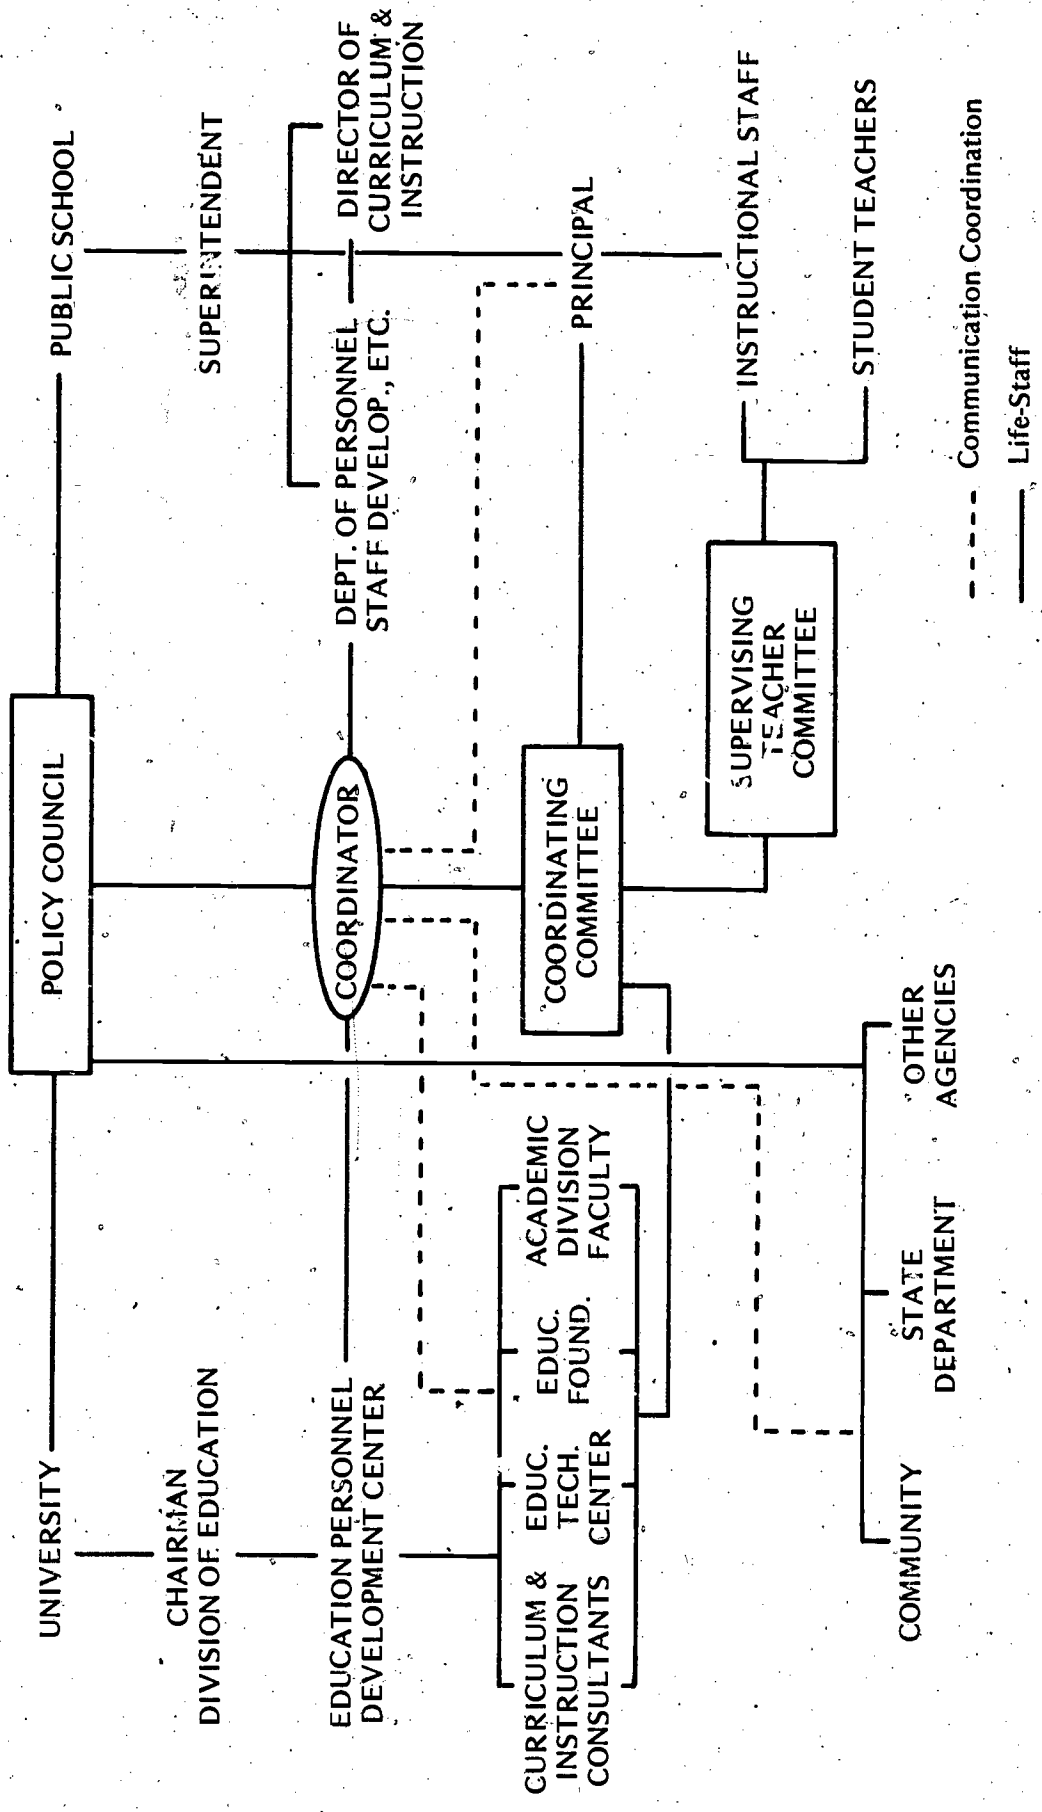 POLICY COUNCIL
UNIVERSITY
PUBLIC SCHOOL
CHAIRMAN
DIVISION OF EDUCATION
SUPERINTENDENT
EDUCATION PERSONNEL
DEVELOPMENT CENTER
COORDINATOR
DEPT. OF PERSONNEL
STAFF DEVELOP., ETC.
DIRECTOR OF
CURRICULUM &
INSTRUCTION
CURRICULUM &
INSTRUCTION
CONSULTANTS
EDUC.
TECH.
CENTER
EDUC.
FOUND.
ACADEMIC
DIVISION
FACULTY
COORDINATING
COMMITTEE
PRINCIPAL
SUPERVISING
TEACHER
COMMITTEE
INSTRUCTIONAL STAFF
STUDENT TEACHERS
COMMUNITY
STATE
DEPARTMENT
OTHER
AGENCIES
Communication Coordination
Life-Staff